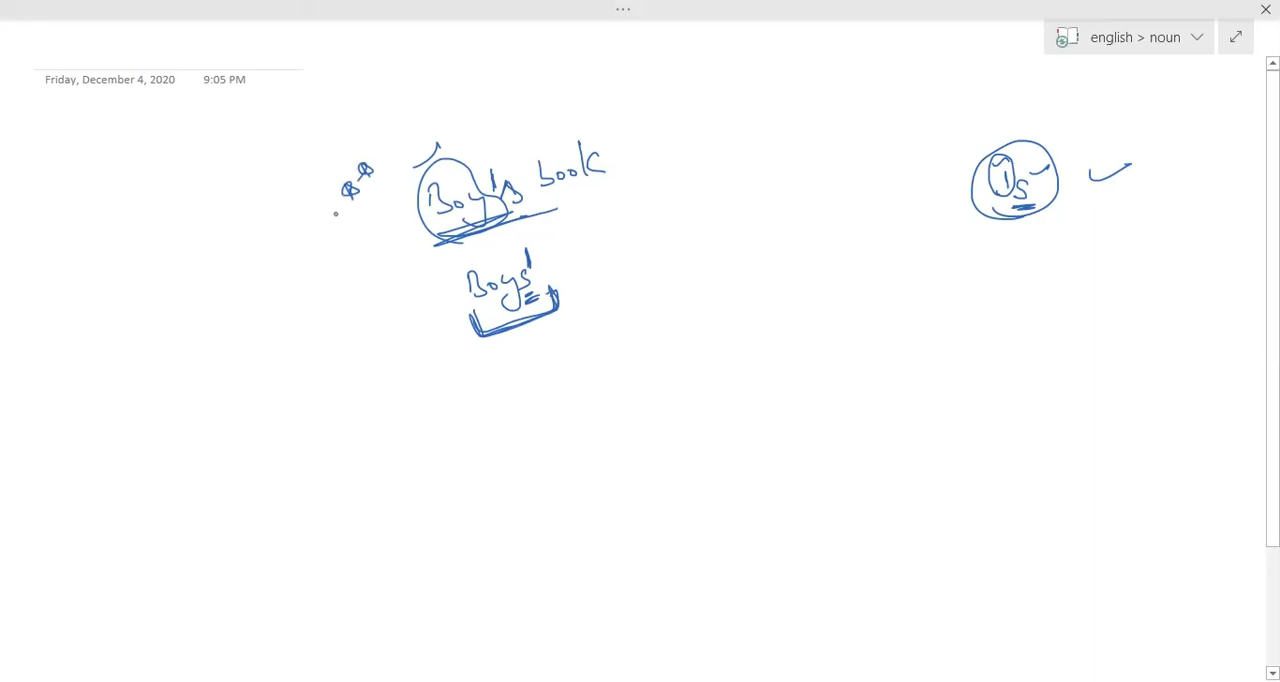 english > noun
Friday, December 4, 2020 9:05 PM
Boy's book
's
Boys'